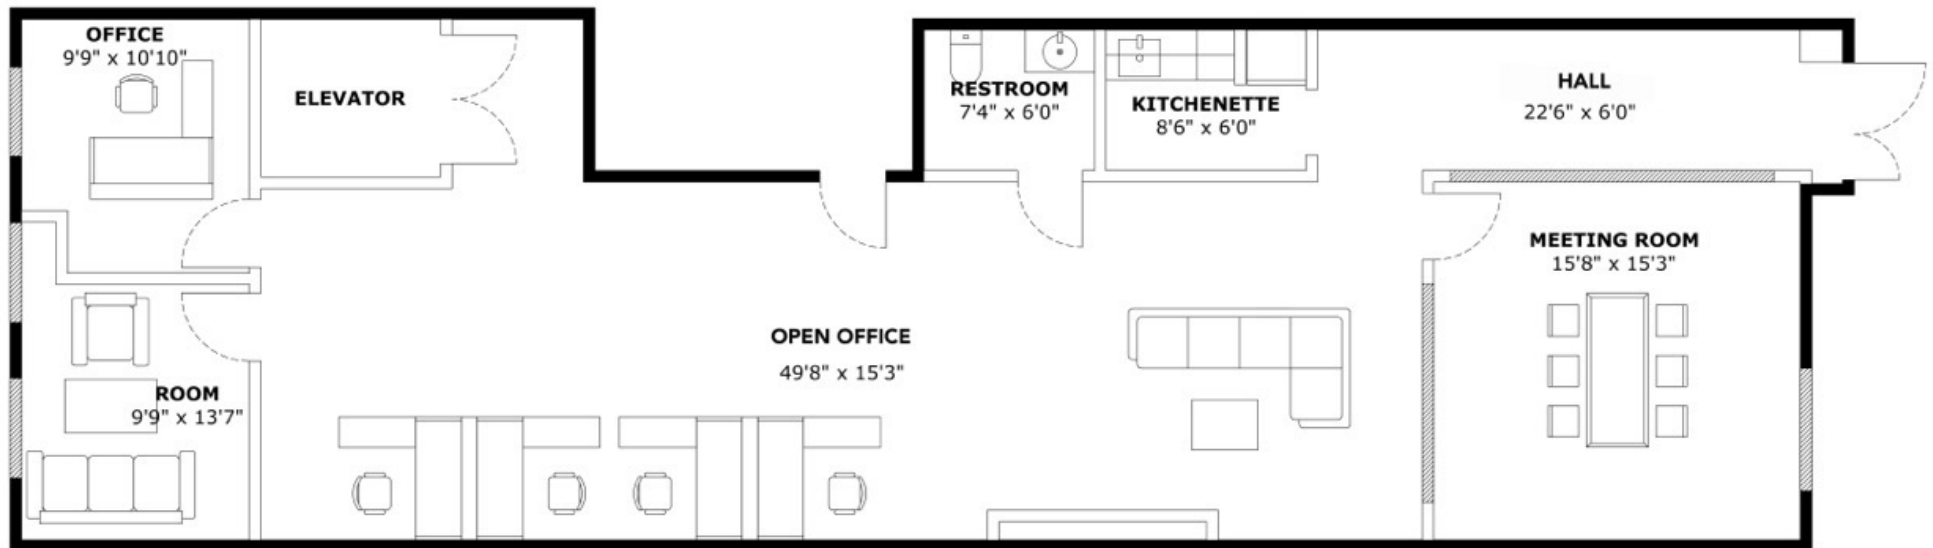 OFFICE
9'9" x 10'10"
ELEVATOR
RESTROOM
7'4" x 6'0"
KITCHENETTE
8'6" x 6'0"
HALL
22'6" x 6'0"
MEETING ROOM
15'8" x 15'3"
OPEN OFFICE
49'8" x 15'3"
ROOM
9'9" x 13'7"